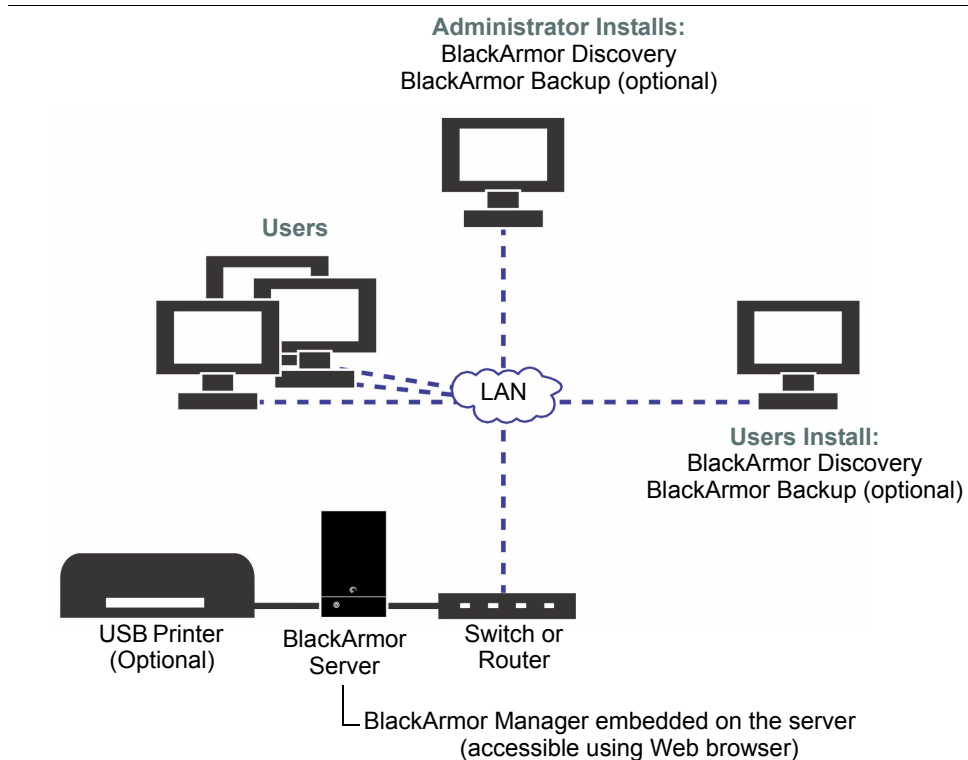 Administrator Installs:
BlackArmor Discovery
BlackArmor Backup (optional)
Users
LAN
Users Install:
BlackArmor Discovery
BlackArmor Backup (optional)
USB Printer
(Optional)
BlackArmor
Server
Switch or
Router
BlackArmor Manager embedded on the server
(accessible using Web browser)